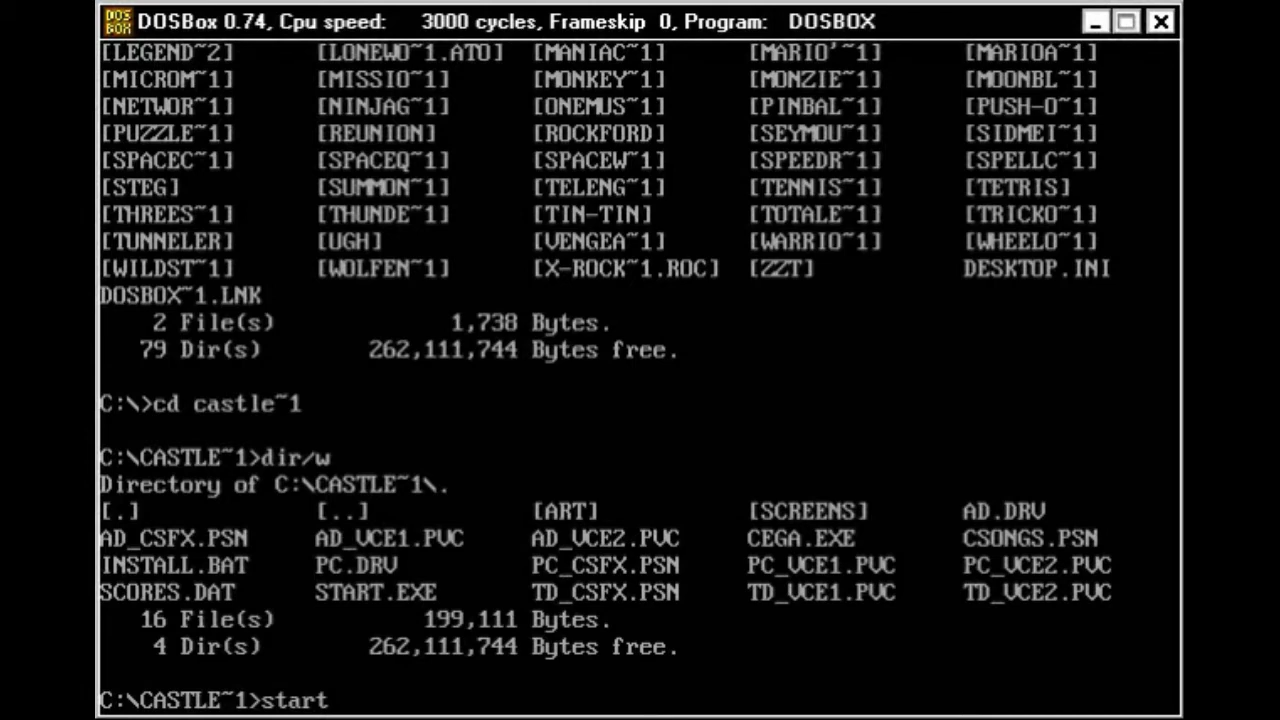 DOS BOX DOSBox 0.74, Cpu speed: 3000 cycles, Frameskip 0, Program: DOSBOX
[LEGEND~2] [LONEWO~1.ATO] [MANIAC~1] [MARIO'~1] [MARIOA~1]
[MICROM~1] [MISSIO~1] [MONKEY~1] [MONZIE~1] [MOONBL~1]
[NETWOR~1] [NINJAG~1] [ONEMUS~1] [PINBAL~1] [PUSH-O~1]
[PUZZLE~1] [REUNION] [ROCKFORD] [SEYMOU~1] [SIDMEI~1]
[SPACEC~1] [SPACEQ~1] [SPACEW~1] [SPEEDR~1] [SPELLC~1]
[STEG] [SUMMON~1] [TELENG~1] [TENNIS~1] [TETRIS]
[THREES~1] [THUNDE~1] [TIN-TIN] [TOTALE~1] [TRICKO~1]
[TUNNELER] [UGH] [VENGEA~1] [WARRIO~1] [WHEELO~1]
[WILDST~1] [WOLFEN~1] [X-ROCK~1.ROC] [ZZT] DESKTOP.INI
DOSBOX~1.LNK
2 File(s) 1,738 Bytes.
79 Dir(s) 262,111,744 Bytes free.
C:\>cd castle~1
C:\CASTLE~1>dir/w
Directory of C:\CASTLE~1\.
[.] [..] [ART] [SCREENS] AD.DRV
AD_CSFX.PSN AD_VCE1.PVC AD_VCE2.PVC CEGA.EXE CSONGS.PSN
INSTALL.BAT PC.DRV PC_CSFX.PSN PC_VCE1.PVC PC_VCE2.PVC
SCORES.DAT START.EXE TD_CSFX.PSN TD_VCE1.PVC TD_VCE2.PVC
16 File(s) 199,111 Bytes.
4 Dir(s) 262,111,744 Bytes free.
C:\CASTLE~1>start